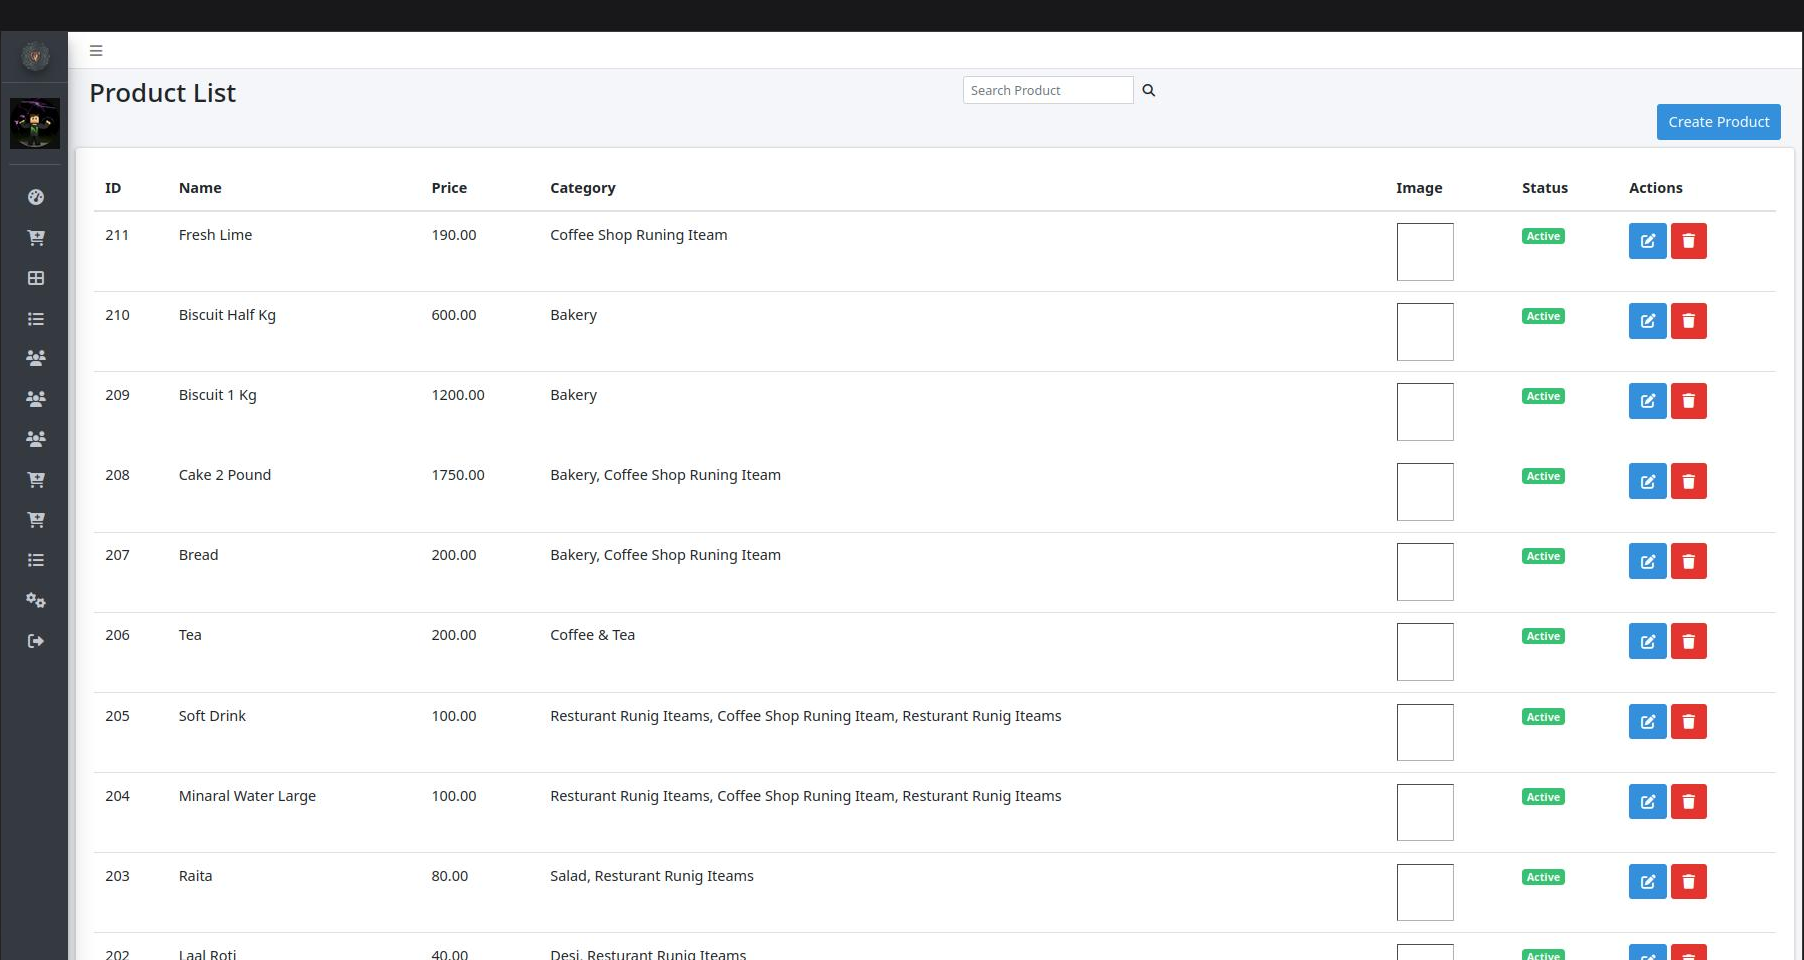 Product List
Search Product
Create Product
ID Name Price Category Image Status Actions
211 Fresh Lime 190.00 Coffee Shop Runing Iteam Active
210 Biscuit Half Kg 600.00 Bakery Active
209 Biscuit 1 Kg 1200.00 Bakery Active
208 Cake 2 Pound 1750.00 Bakery, Coffee Shop Runing Iteam Active
207 Bread 200.00 Bakery, Coffee Shop Runing Iteam Active
206 Tea 200.00 Coffee & Tea Active
205 Soft Drink 100.00 Resturant Runig Iteams, Coffee Shop Runing Iteam, Resturant Runig Iteams Active
204 Minaral Water Large 100.00 Resturant Runig Iteams, Coffee Shop Runing Iteam, Resturant Runig Iteams Active
203 Raita 80.00 Salad, Resturant Runig Iteams Active
202 Laal Roti 40.00 Desi, Resturant Runig Iteams Active